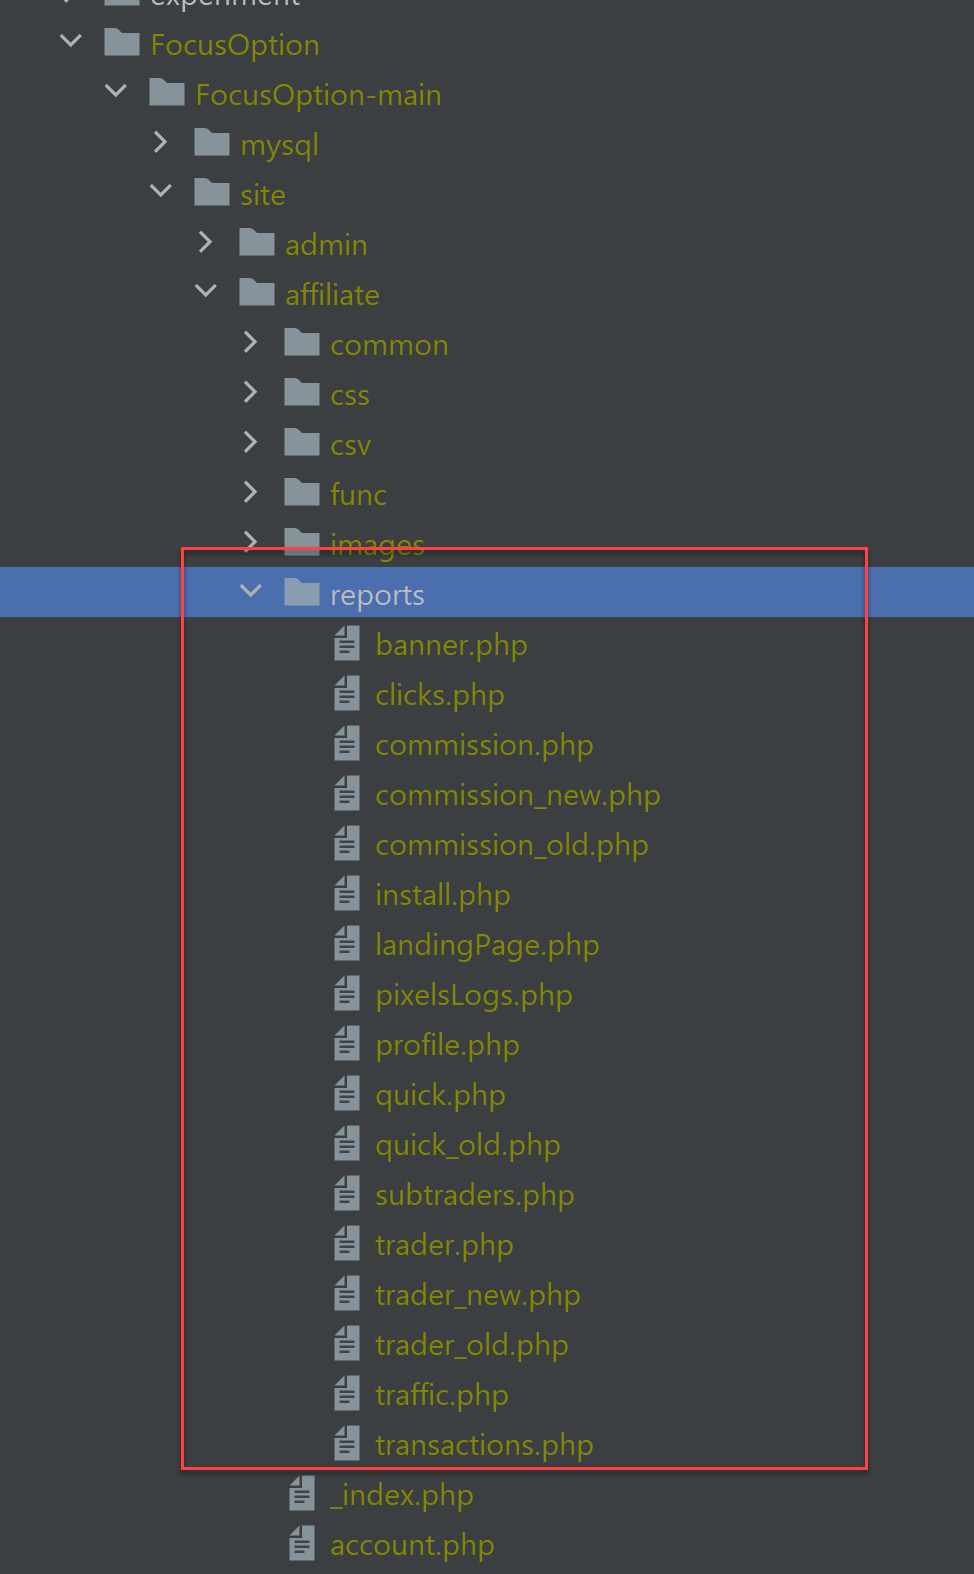 experiment
FocusOption
FocusOption-main
mysql
site
admin
affiliate
common
css
csv
func
images
reports
banner.php
clicks.php
commission.php
commission_new.php
commission_old.php
install.php
landingPage.php
pixelsLogs.php
profile.php
quick.php
quick_old.php
subtraders.php
trader.php
trader_new.php
trader_old.php
traffic.php
transactions.php
_index.php
account.php